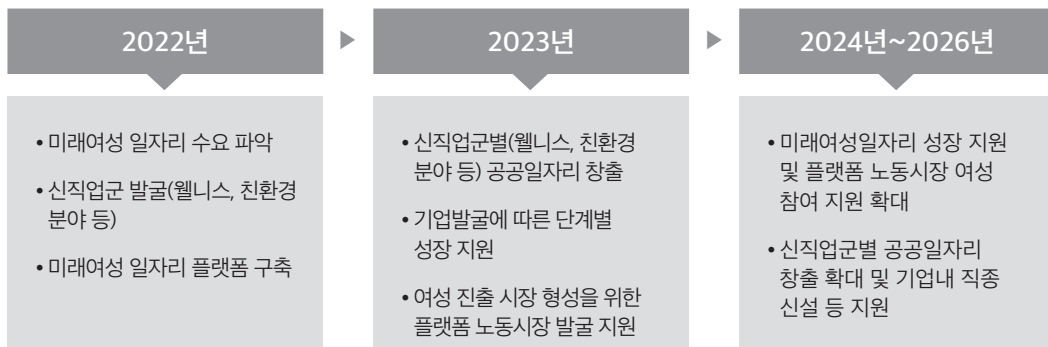 2022년
▶
2023년
▶
2024년~2026년
• 미래여성 일자리 수요 파악
• 신직업군 발굴(웰니스, 친환경
분야 등)
• 미래여성 일자리 플랫폼 구축
• 신직업군별(웰니스, 친환경
분야 등) 공공일자리 창출
• 기업발굴에 따른 단계별
성장 지원
• 여성 진출 시장 형성을 위한
플랫폼 노동시장 발굴 지원
• 미래여성일자리 성장 지원
및 플랫폼 노동시장 여성
참여 지원 확대
• 신직업군별 공공일자리
창출 확대 및 기업내 직종
신설 등 지원